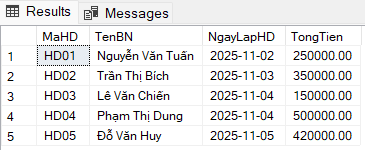 Results Messages
MaHD TenBN NgayLapHD TongTien
1 HD01 Nguyễn Văn Tuấn 2025-11-02 250000.00
2 HD02 Trần Thị Bích 2025-11-03 350000.00
3 HD03 Lê Văn Chiến 2025-11-04 150000.00
4 HD04 Phạm Thị Dung 2025-11-04 500000.00
5 HD05 Đỗ Văn Huy 2025-11-05 420000.00